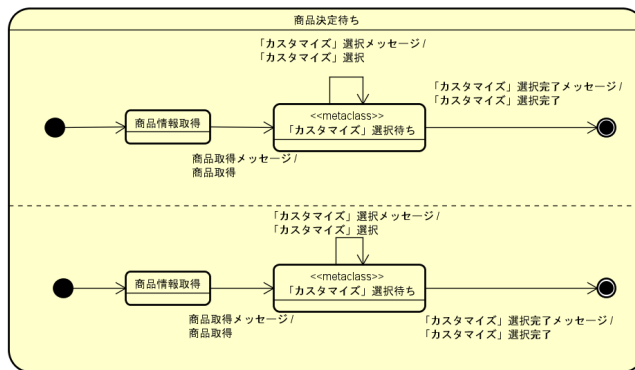 商品決定待ち
「カスタマイズ」選択メッセージ /
「カスタマイズ」選択
「カスタマイズ」選択完了メッセージ /
「カスタマイズ」選択完了
商品情報取得
<<metaclass>>
「カスタマイズ」選択待ち
商品取得メッセージ /
商品取得
「カスタマイズ」選択メッセージ /
「カスタマイズ」選択
商品情報取得
<<metaclass>>
「カスタマイズ」選択待ち
商品取得メッセージ /
商品取得
「カスタマイズ」選択完了メッセージ /
「カスタマイズ」選択完了